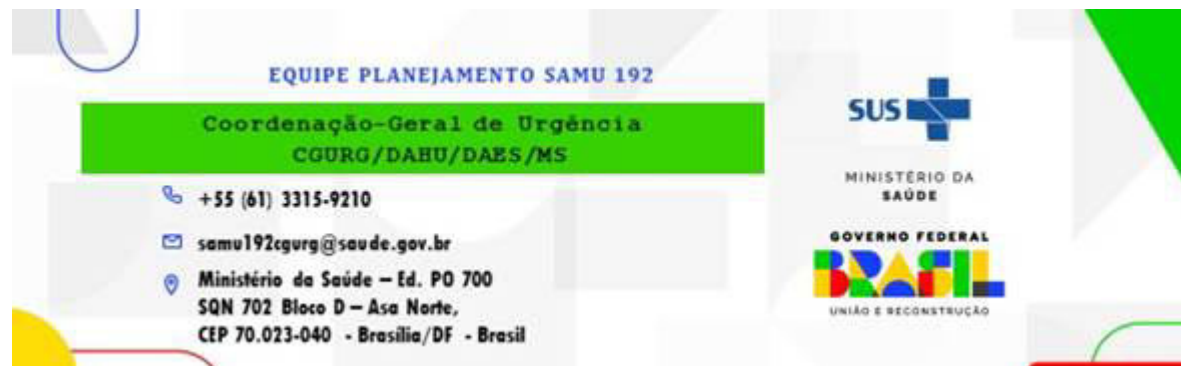 EQUIPE PLANEJAMENTO SAMU 192
Coordenação-Geral de Urgência
CGURG/DAHU/DAES/MS
+55 (61) 3315-9210
samu192cgurg@saude.gov.br
Ministério da Saúde – Ed. PO 700
SQN 702 Bloco D – Asa Norte,
CEP 70.023-040 - Brasília/DF - Brasil
SUS
MINISTÉRIO DA
SAÚDE
GOVERNO FEDERAL
BRASIL
UNIÃO E RECONSTRUÇÃO